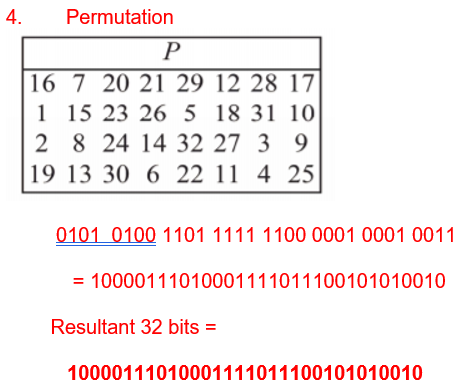 4. Permutation
P
16 7 20 21 29 12 28 17
1 15 23 26 5 18 31 10
2 8 24 14 32 27 3 9
19 13 30 6 22 11 4 25
0101 0100 1101 1111 1100 0001 0001 0011
= 10000111010001111011100101010010
Resultant 32 bits =
10000111010001111011100101010010